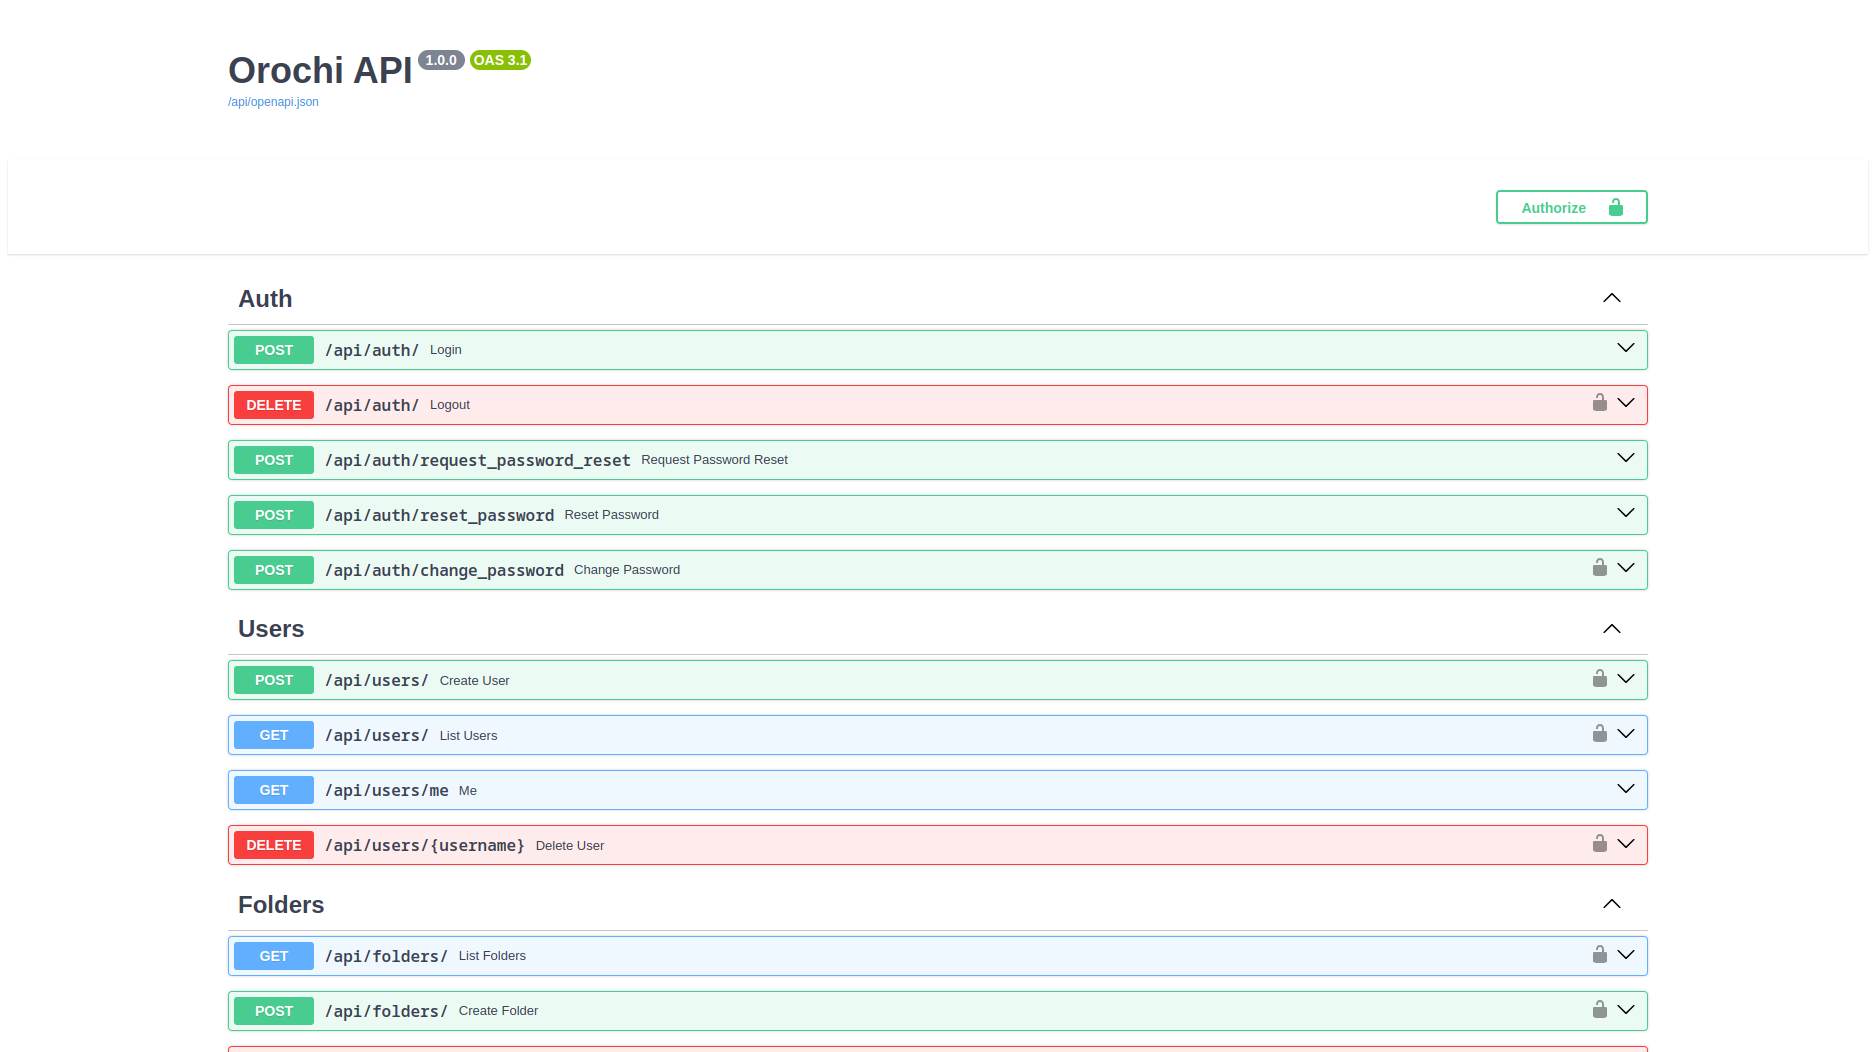 Orochi API 1.0.0 OAS 3.1
/api/openapi.json
Authorize
Auth
POST /api/auth/ Login
DELETE /api/auth/ Logout
POST /api/auth/request_password_reset Request Password Reset
POST /api/auth/reset_password Reset Password
POST /api/auth/change_password Change Password
Users
POST /api/users/ Create User
GET /api/users/ List Users
GET /api/users/me Me
DELETE /api/users/{username} Delete User
Folders
GET /api/folders/ List Folders
POST /api/folders/ Create Folder